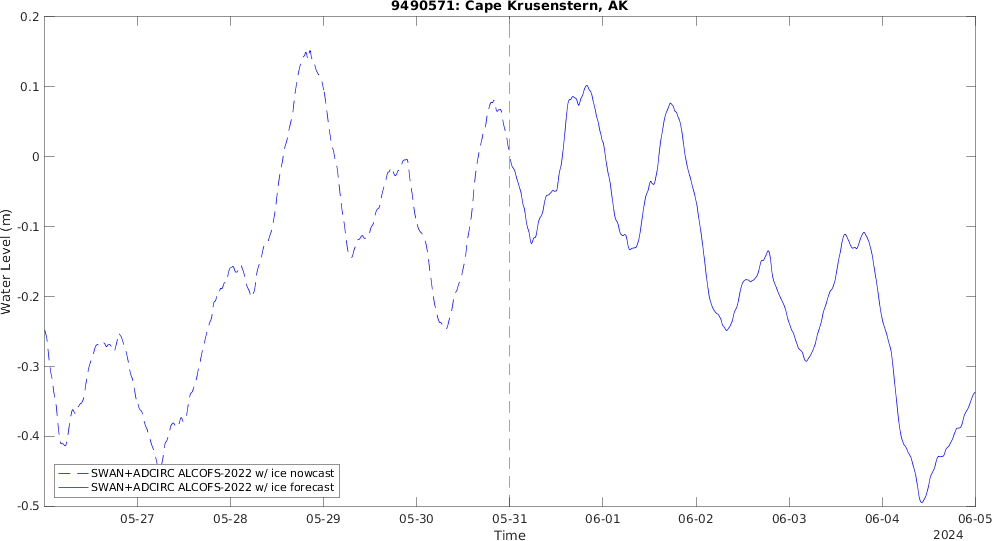 9490571: Cape Krusenstern, AK
Water Level (m)
0.2
0.1
0
-0.1
-0.2
-0.3
-0.4
-0.5
SWAN+ADCIRC ALCOFS-2022 w/ ice nowcast
SWAN+ADCIRC ALCOFS-2022 w/ ice forecast
05-27 05-28 05-29 05-30 05-31 06-01 06-02 06-03 06-04 06-05
Time
2024